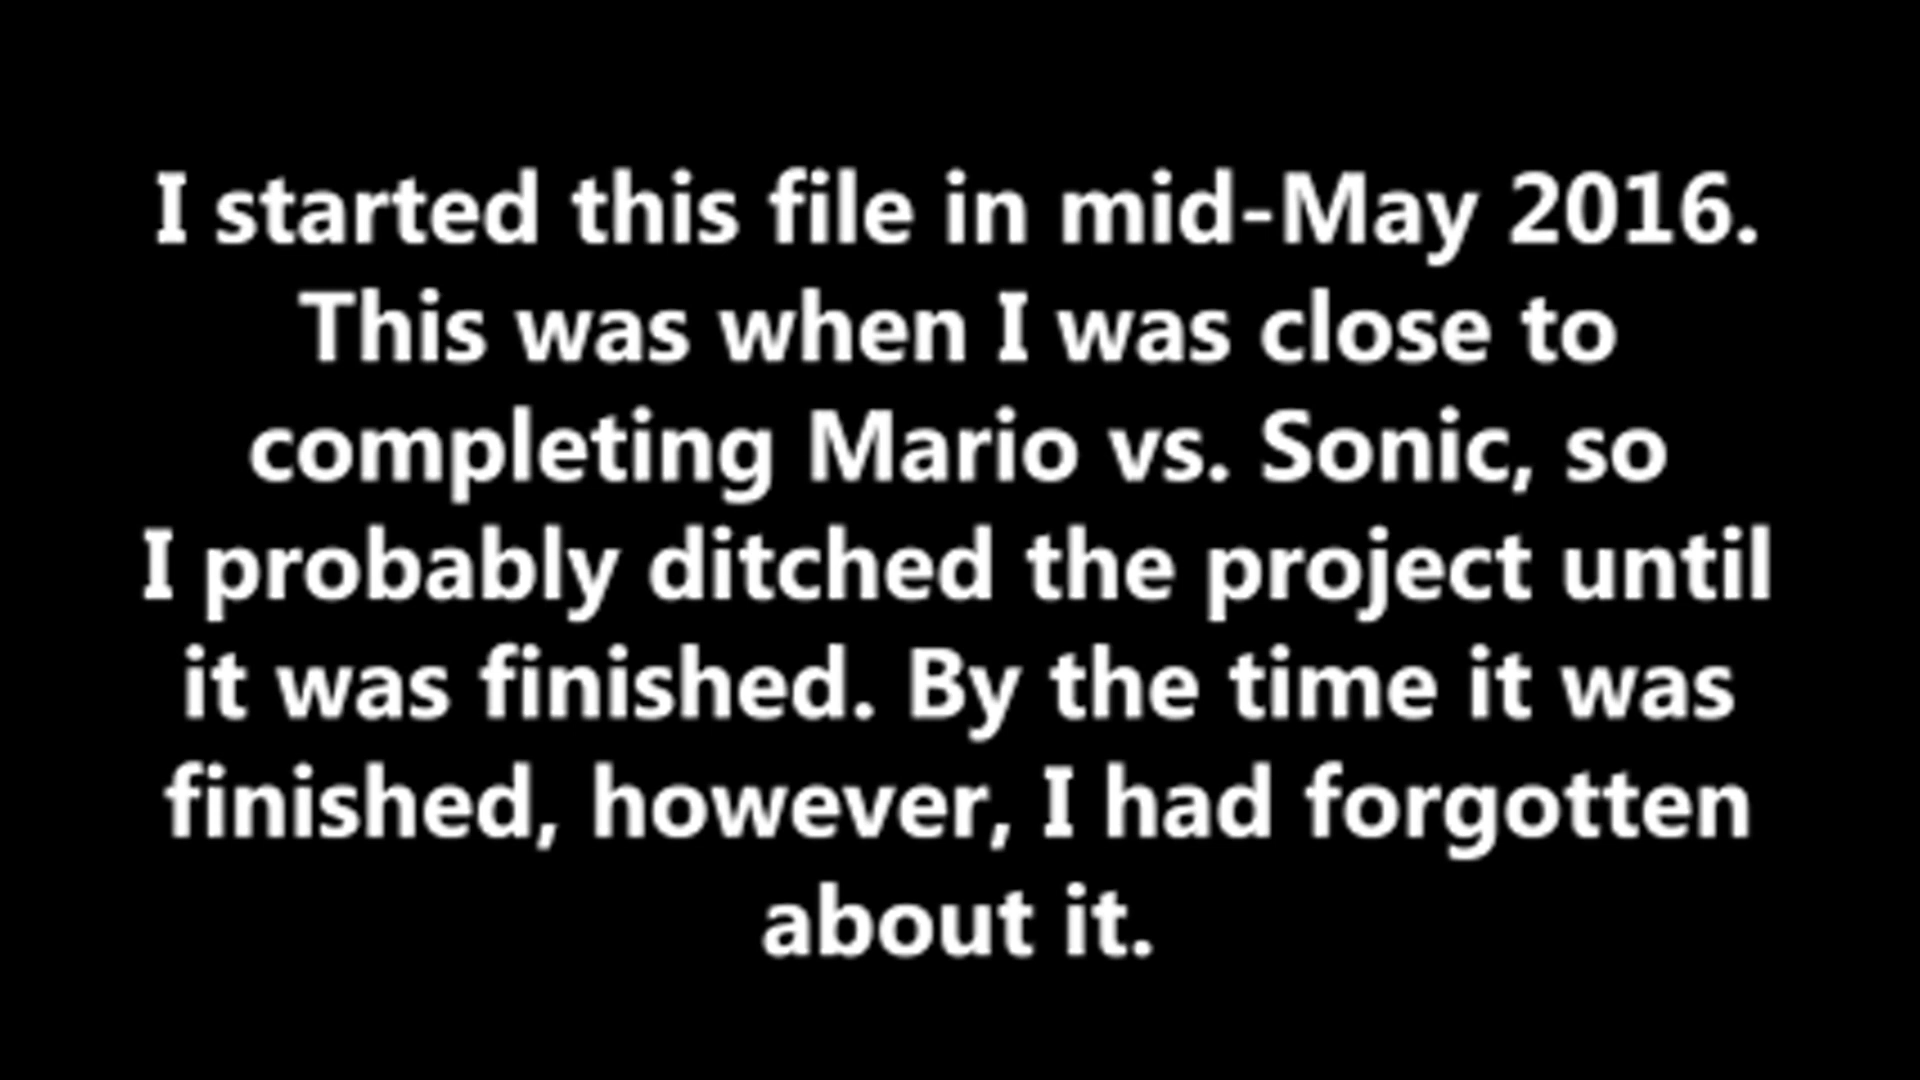 I started this file in mid-May 2016.
This was when I was close to
completing Mario vs. Sonic, so
I probably ditched the project until
it was finished. By the time it was
finished, however, I had forgotten
about it.